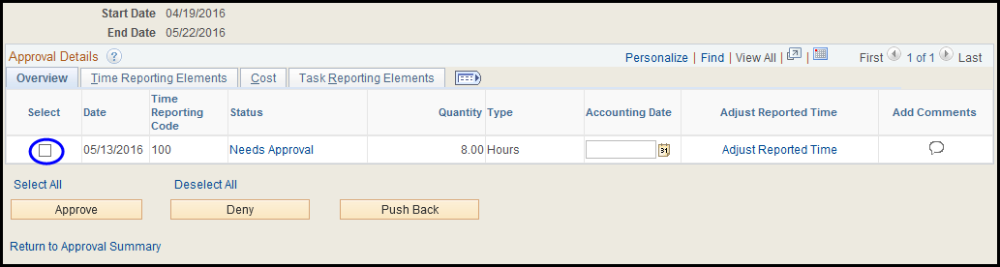 Start Date 04/19/2016
End Date 05/22/2016
Approval Details ? Personalize | Find | View All | | First 1 of 1 Last
Overview Time Reporting Elements Cost Task Reporting Elements
Select Date Time Reporting Code Status Quantity Type Accounting Date Adjust Reported Time Add Comments
05/13/2016 100 Needs Approval 8.00 Hours 31 Adjust Reported Time
Select All Deselect All
Approve Deny Push Back
Return to Approval Summary